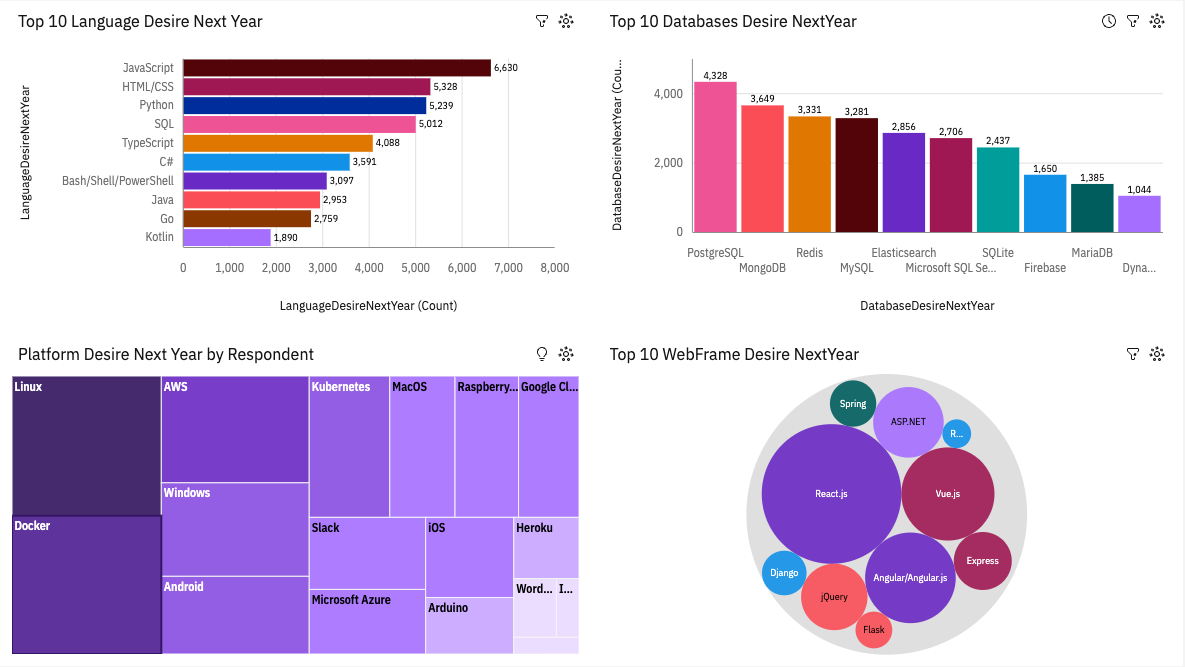 Top 10 Language Desire Next Year
LanguageDesireNextYear
JavaScript 6,630
HTML/CSS 5,328
Python 5,239
SQL 5,012
TypeScript 4,088
C# 3,591
Bash/Shell/PowerShell 3,097
Java 2,953
Go 2,759
Kotlin 1,890
0 1,000 2,000 3,000 4,000 5,000 6,000 7,000 8,000
LanguageDesireNextYear (Count)
Top 10 Databases Desire NextYear
DatabaseDesireNextYear (Cou...
4,000
2,000
0
4,328 3,649 3,331 3,281 2,856 2,706 2,437 1,650 1,385 1,044
PostgreSQL Redis Elasticsearch SQLite MariaDB
MongoDB MySQL Microsoft SQL Se... Firebase Dyna...
DatabaseDesireNextYear
Platform Desire Next Year by Respondent
Linux AWS Kubernetes MacOS Raspberry... Google Cl...
Windows
Docker Slack iOS Heroku
Android Word... I...
Microsoft Azure Arduino
Top 10 WebFrame Desire NextYear
Spring
ASP.NET
R...
React.js
Vue.js
Express
Django
Angular/Angular.js
jQuery
Flask